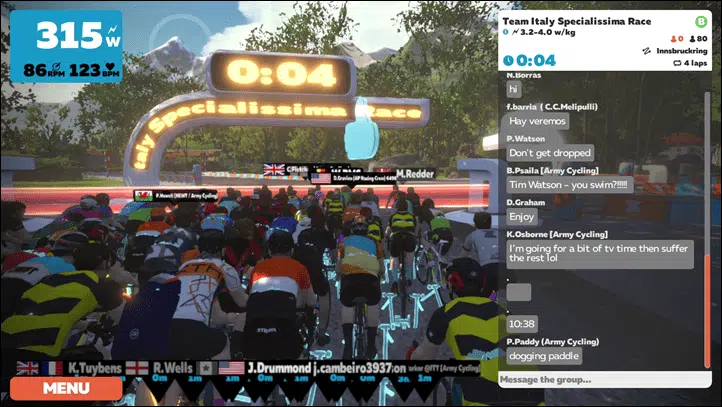 315 W
86 RPM 123 BPM
0:04
Italy Specialissima Race
M.Redder
K.Tuybens R.Wells J.Drummond j.cambeiro3937
MENU
Team Italy Specialissima Race
B
3.2-4.0 w/kg
0 80
Innsbruckring
0:04
4 laps
N.Borras
hi
f.barria ( C.C.Melipulli)
Hay veremos
P.Watson
Don't get dropped
B.Psaila [Army Cycling]
Tim Watson - you swim?!!!!!
D.Graham
Enjoy
K.Osborne [Army Cycling]
I'm going for a bit of tv time then suffer
the rest lol
.
.
10:38
P.Paddy (Army Cycling)
dogging paddle
Message the group...